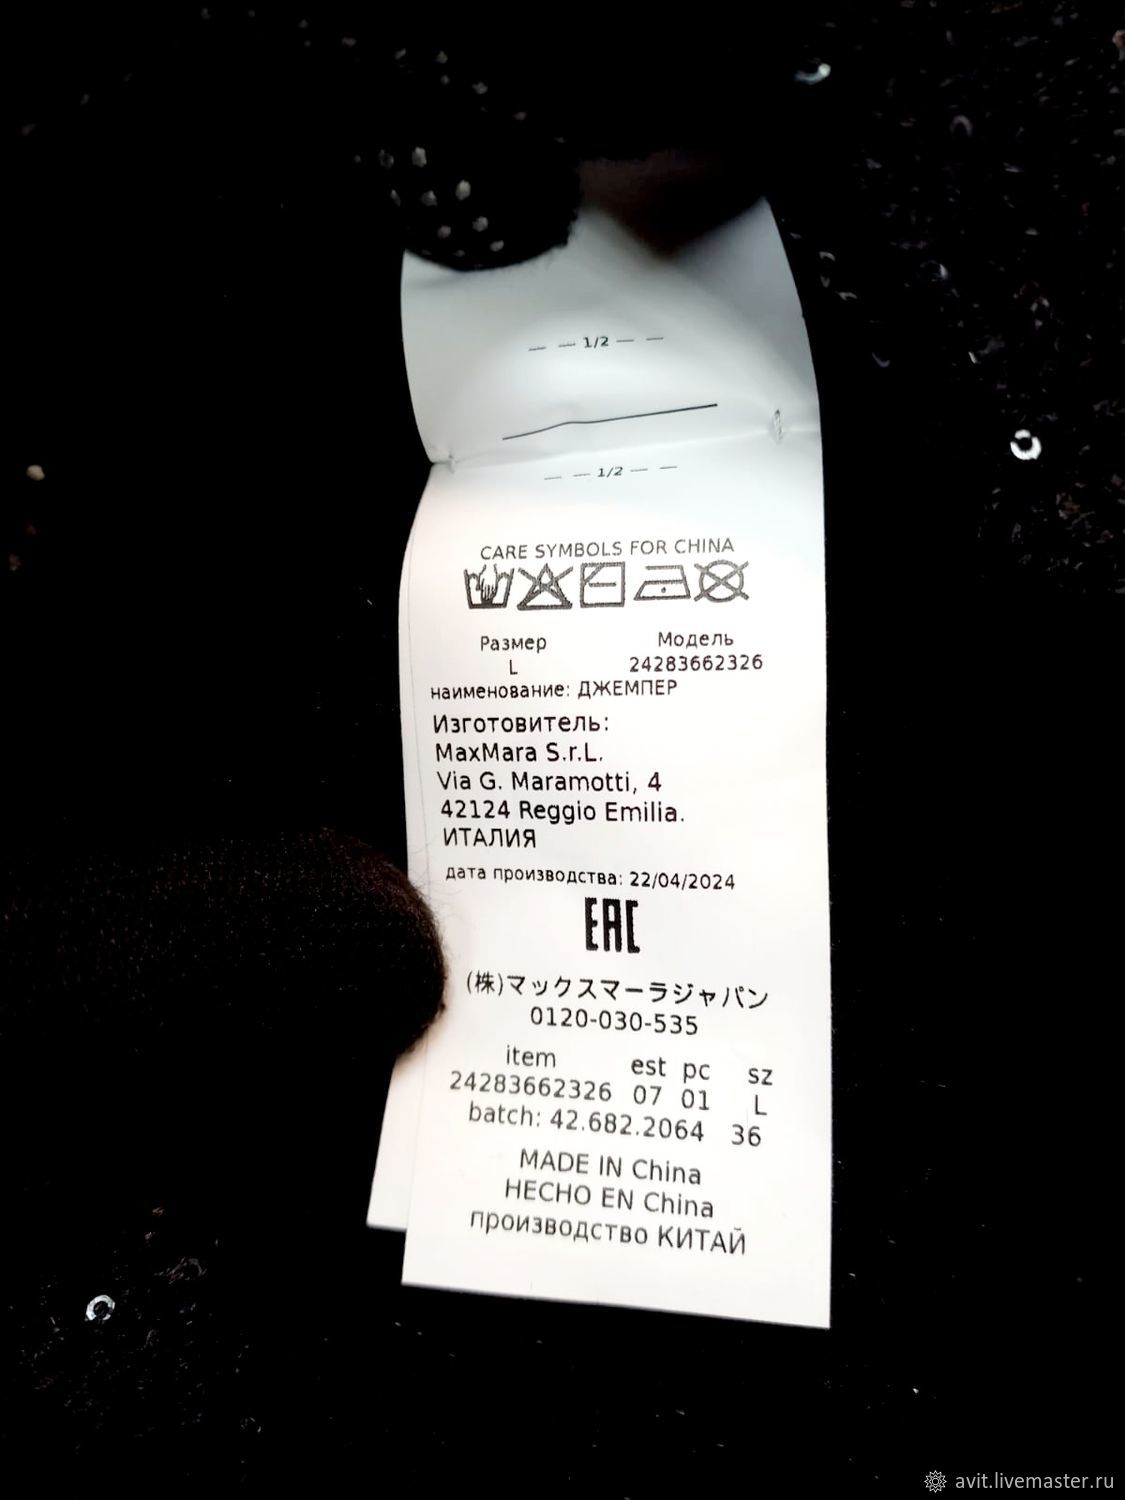 — — 1/2 — —
— — 1/2 — —
CARE SYMBOLS FOR CHINA
Размер Модель
L 24283662326
наименование: ДЖЕМПЕР
Изготовитель:
MaxMara S.r.L.
Via G. Maramotti, 4
42124 Reggio Emilia.
ИТАЛИЯ
дата производства: 22/04/2024
EAC
(株)マックスマーラジャパン
0120-030-535
item est pc sz
24283662326 07 01 L
batch: 42.682.2064 36
MADE IN China
HECHO EN China
производство КИТАЙ
avit.livemaster.ru